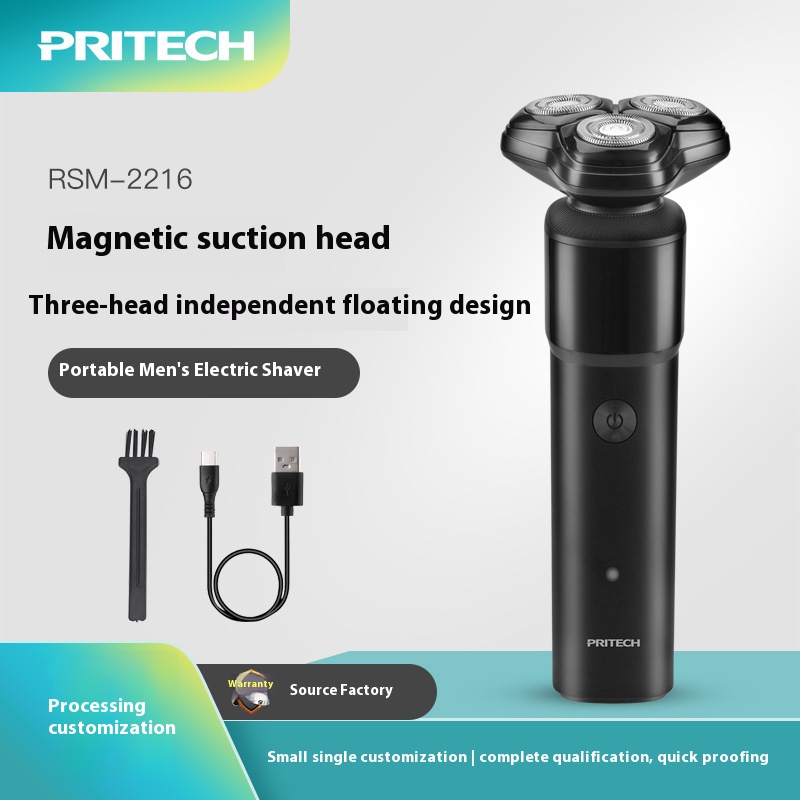 PRITECH
RSM-2216
Magnetic suction head
Three-head independent floating design
Portable Men's Electric Shaver
PRITECH
Warranty
Source Factory
Processing
customization
Small single customization | complete qualification, quick proofing